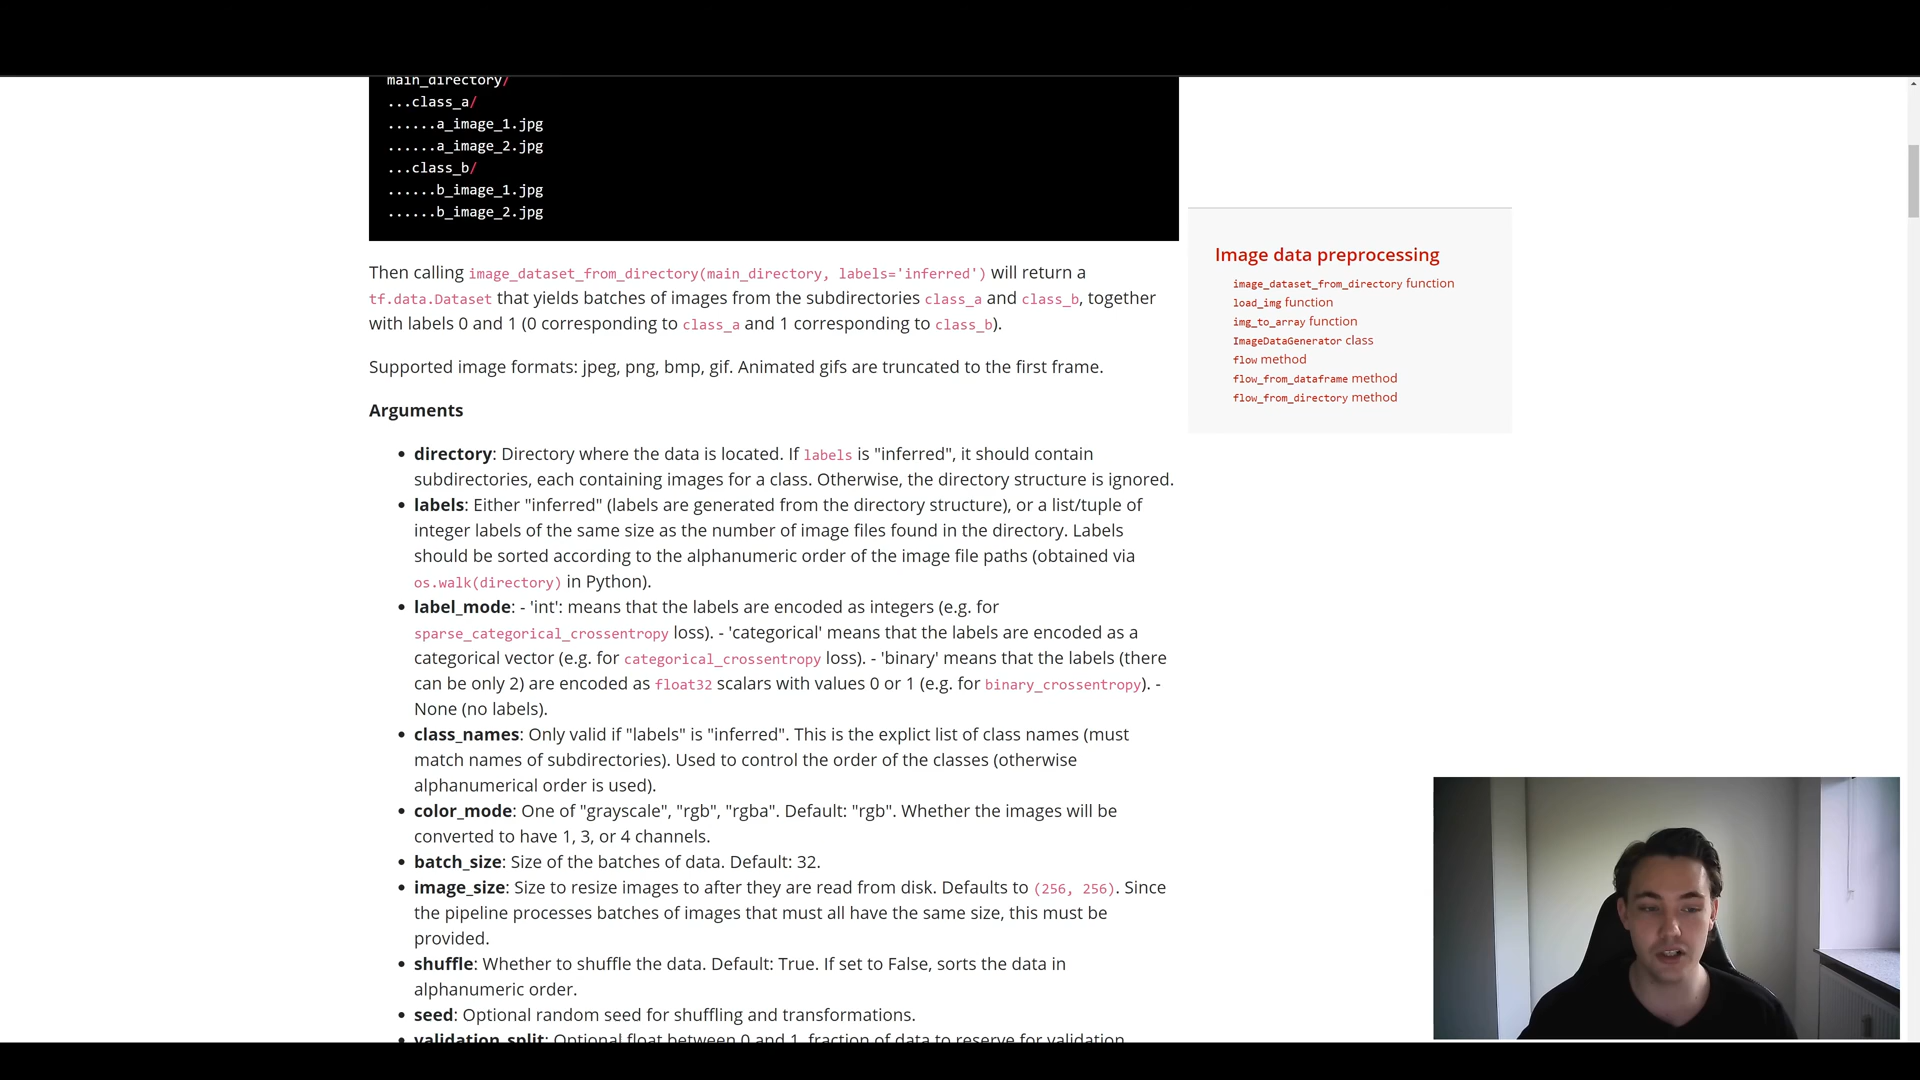 main_directory/
...class_a/
......a_image_1.jpg
......a_image_2.jpg
...class_b/
......b_image_1.jpg
......b_image_2.jpg
Then calling image_dataset_from_directory(main_directory, labels='inferred') will return a
tf.data.Dataset that yields batches of images from the subdirectories class_a and class_b, together
with labels 0 and 1 (0 corresponding to class_a and 1 corresponding to class_b).
Supported image formats: jpeg, png, bmp, gif. Animated gifs are truncated to the first frame.
Arguments
• directory: Directory where the data is located. If labels is "inferred", it should contain
subdirectories, each containing images for a class. Otherwise, the directory structure is ignored.
• labels: Either "inferred" (labels are generated from the directory structure), or a list/tuple of
integer labels of the same size as the number of image files found in the directory. Labels
should be sorted according to the alphanumeric order of the image file paths (obtained via
os.walk(directory) in Python).
• label_mode: - 'int': means that the labels are encoded as integers (e.g. for
sparse_categorical_crossentropy loss). - 'categorical' means that the labels are encoded as a
categorical vector (e.g. for categorical_crossentropy loss). - 'binary' means that the labels (there
can be only 2) are encoded as float32 scalars with values 0 or 1 (e.g. for binary_crossentropy). -
None (no labels).
• class_names: Only valid if "labels" is "inferred". This is the explict list of class names (must
match names of subdirectories). Used to control the order of the classes (otherwise
alphanumerical order is used).
• color_mode: One of "grayscale", "rgb", "rgba". Default: "rgb". Whether the images will be
converted to have 1, 3, or 4 channels.
• batch_size: Size of the batches of data. Default: 32.
• image_size: Size to resize images to after they are read from disk. Defaults to (256, 256). Since
the pipeline processes batches of images that must all have the same size, this must be
provided.
• shuffle: Whether to shuffle the data. Default: True. If set to False, sorts the data in
alphanumeric order.
• seed: Optional random seed for shuffling and transformations.
• validation_split: Optional float between 0 and 1, fraction of data to reserve for validation.
Image data preprocessing
image_dataset_from_directory function
load_img function
img_to_array function
ImageDataGenerator class
flow method
flow_from_dataframe method
flow_from_directory method